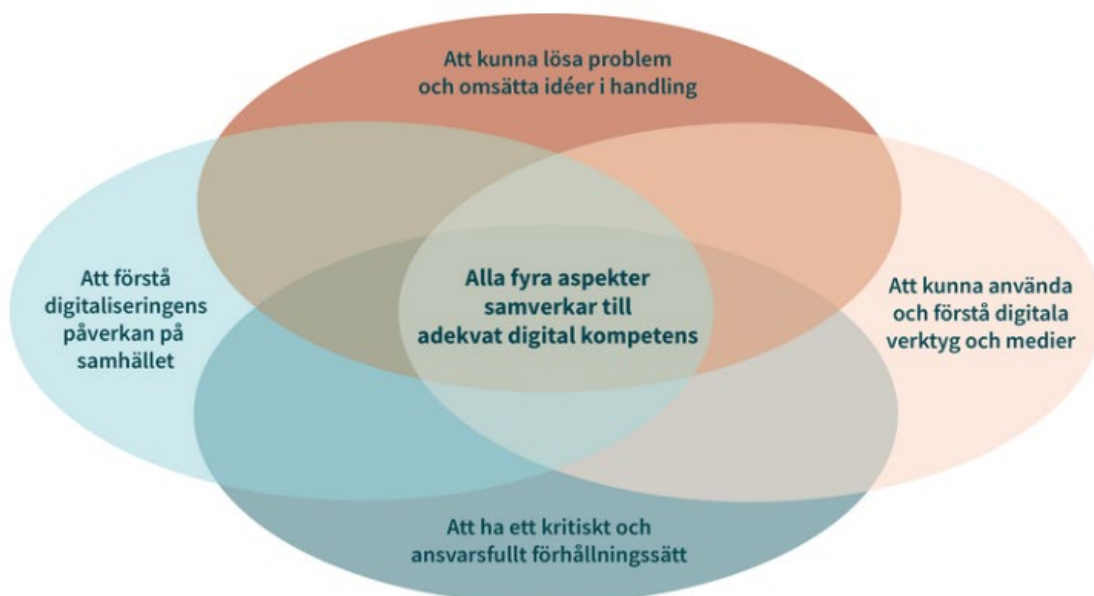 Att kunna lösa problem
och omsätta idéer i handling
Att förstå
digitaliseringens
påverkan på
samhället
Alla fyra aspekter
samverkar till
adekvat digital kompetens
Att kunna använda
och förstå digitala
verktyg och medier
Att ha ett kritiskt och
ansvarsfullt förhållningssätt